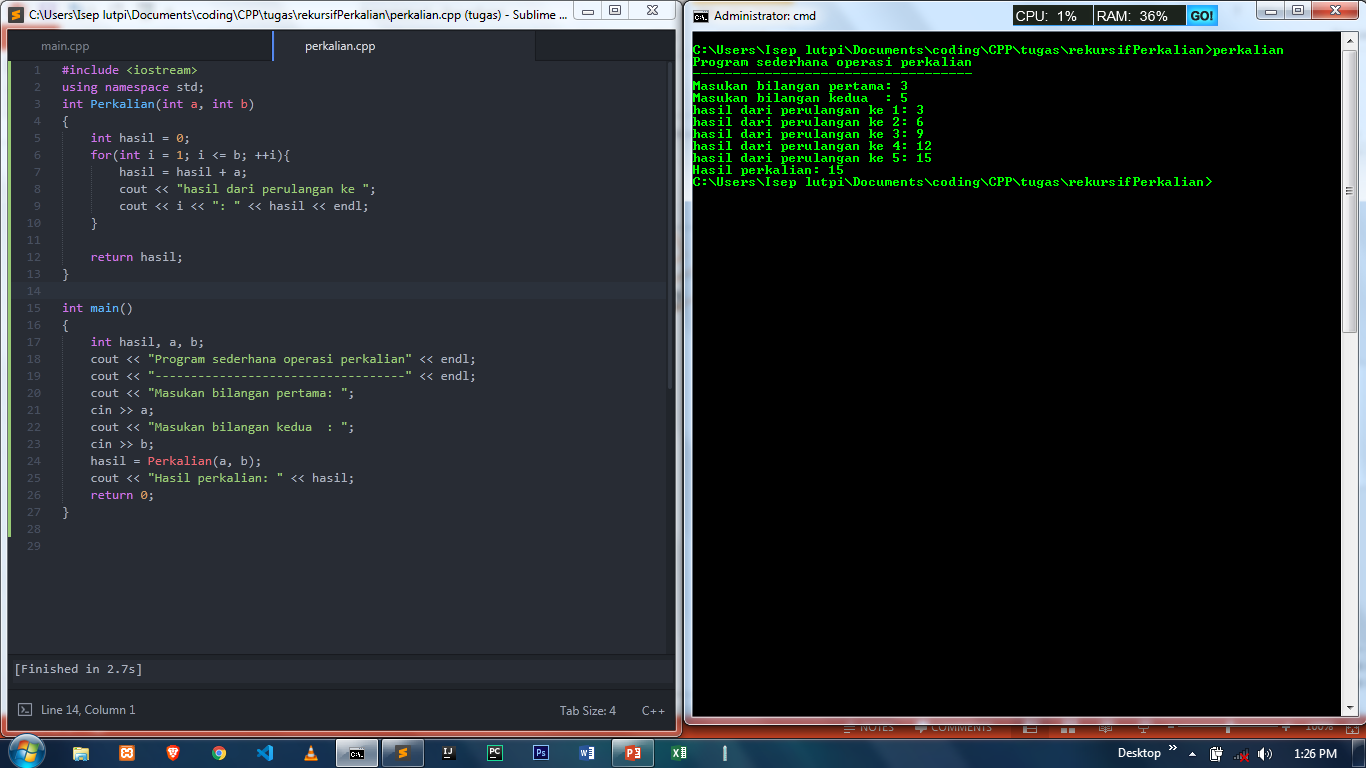 C:\Users\Isep lutpi\Documents\coding\CPP\tugas\rekursifPerkalian\perkalian.cpp (tugas) - Sublime ...
main.cpp
perkalian.cpp
1 #include <iostream>
2 using namespace std;
3 int Perkalian(int a, int b)
4 {
5     int hasil = 0;
6     for(int i = 1; i <= b; ++i){
7         hasil = hasil + a;
8         cout << "hasil dari perulangan ke ";
9         cout << i << ": " << hasil << endl;
10     }
11
12     return hasil;
13 }
14
15 int main()
16 {
17     int hasil, a, b;
18     cout << "Program sederhana operasi perkalian" << endl;
19     cout << "-----------------------------------" << endl;
20     cout << "Masukan bilangan pertama: ";
21     cin >> a;
22     cout << "Masukan bilangan kedua  : ";
23     cin >> b;
24     hasil = Perkalian(a, b);
25     cout << "Hasil perkalian: " << hasil;
26     return 0;
27 }
28
29
[Finished in 2.7s]
Line 14, Column 1
Tab Size: 4
C++
Administrator: cmd
CPU: 1% RAM: 36% GO!
C:\Users\Isep lutpi\Documents\coding\CPP\tugas\rekursifPerkalian>perkalian
Program sederhana operasi perkalian
-----------------------------------
Masukan bilangan pertama: 3
Masukan bilangan kedua  : 5
hasil dari perulangan ke 1: 3
hasil dari perulangan ke 2: 6
hasil dari perulangan ke 3: 9
hasil dari perulangan ke 4: 12
hasil dari perulangan ke 5: 15
Hasil perkalian: 15
C:\Users\Isep lutpi\Documents\coding\CPP\tugas\rekursifPerkalian>
NOTES
COMMENTS
100%
Desktop
1:26 PM